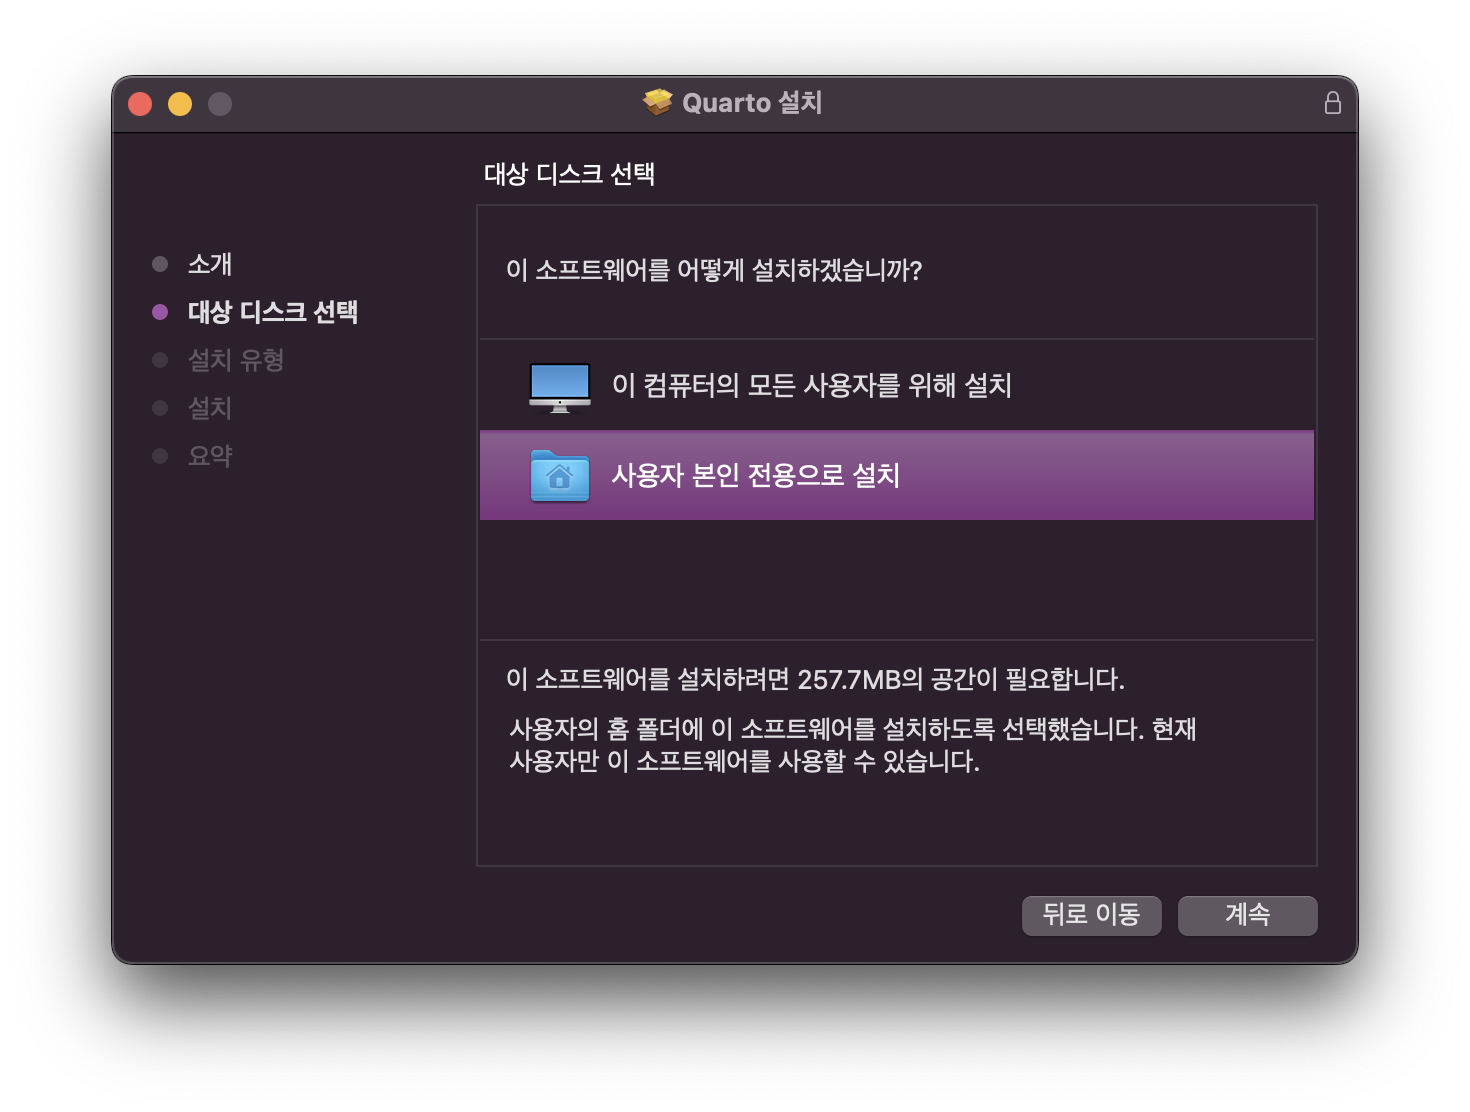 Quarto 설치
대상 디스크 선택
소개
대상 디스크 선택
설치 유형
설치
요약
이 소프트웨어를 어떻게 설치하겠습니까?
이 컴퓨터의 모든 사용자를 위해 설치
사용자 본인 전용으로 설치
이 소프트웨어를 설치하려면 257.7MB의 공간이 필요합니다.
사용자의 홈 폴더에 이 소프트웨어를 설치하도록 선택했습니다. 현재
사용자만 이 소프트웨어를 사용할 수 있습니다.
뒤로 이동
계속